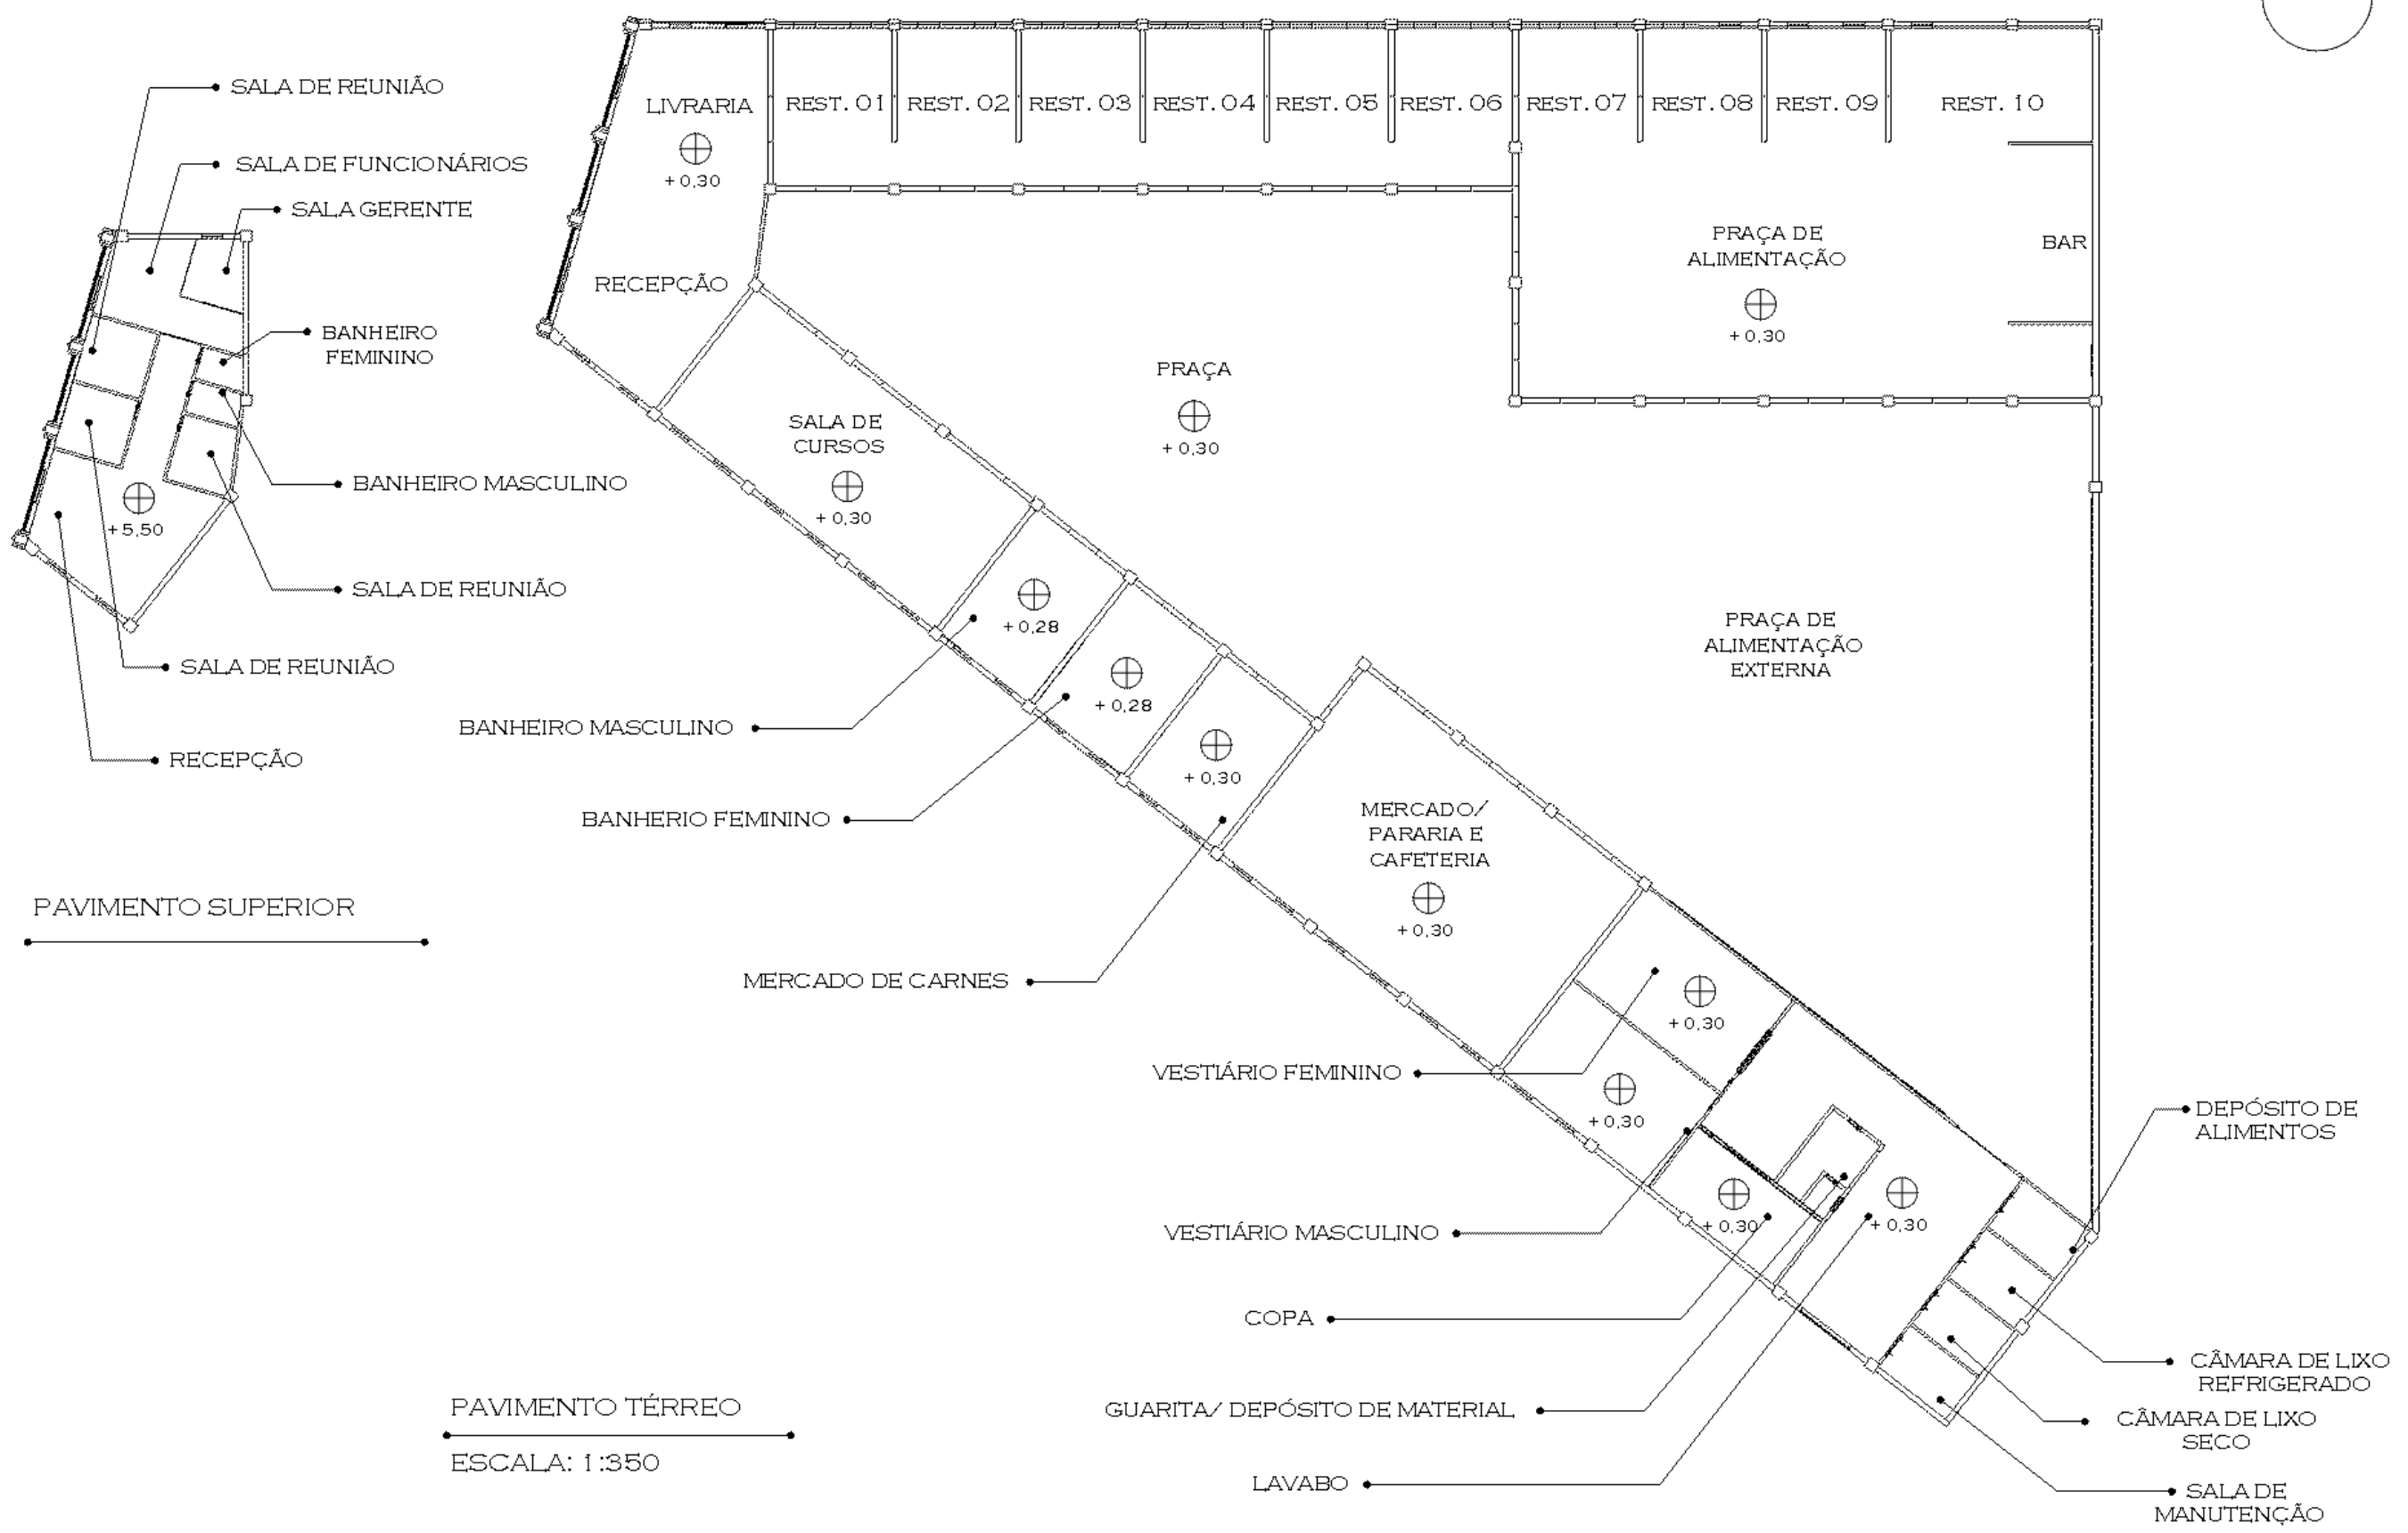 SALA DE REUNIÃO
SALA DE FUNCIONÁRIOS
SALA GERENTE
BANHEIRO
FEMININO
BANHEIRO MASCULINO
+5,50
SALA DE REUNIÃO
SALA DE REUNIÃO
RECEPÇÃO
PAVIMENTO SUPERIOR
LIVRARIA
+0,30
REST. 01
REST. 02
REST. 03
REST. 04
REST. 05
REST. 06
REST. 07
REST. 08
REST. 09
REST. 10
PRAÇA DE
ALIMENTAÇÃO
+0,30
BAR
RECEPÇÃO
PRAÇA
+0,30
SALA DE
CURSOS
+0,30
+0,28
+0,28
+0,30
BANHEIRO MASCULINO
BANHERIO FEMININO
MERCADO DE CARNES
PRAÇA DE
ALIMENTAÇÃO
EXTERNA
MERCADO/
PARARIA E
CAFETERIA
+0,30
+0,30
+0,30
VESTIÁRIO FEMININO
VESTIÁRIO MASCULINO
+0,30
+0,30
COPA
GUARITA/ DEPÓSITO DE MATERIAL
LAVABO
DEPÓSITO DE
ALIMENTOS
CÂMARA DE LIXO
REFRIGERADO
CÂMARA DE LIXO
SECO
SALA DE
MANUTENÇÃO
PAVIMENTO TÉRREO
ESCALA: 1:350